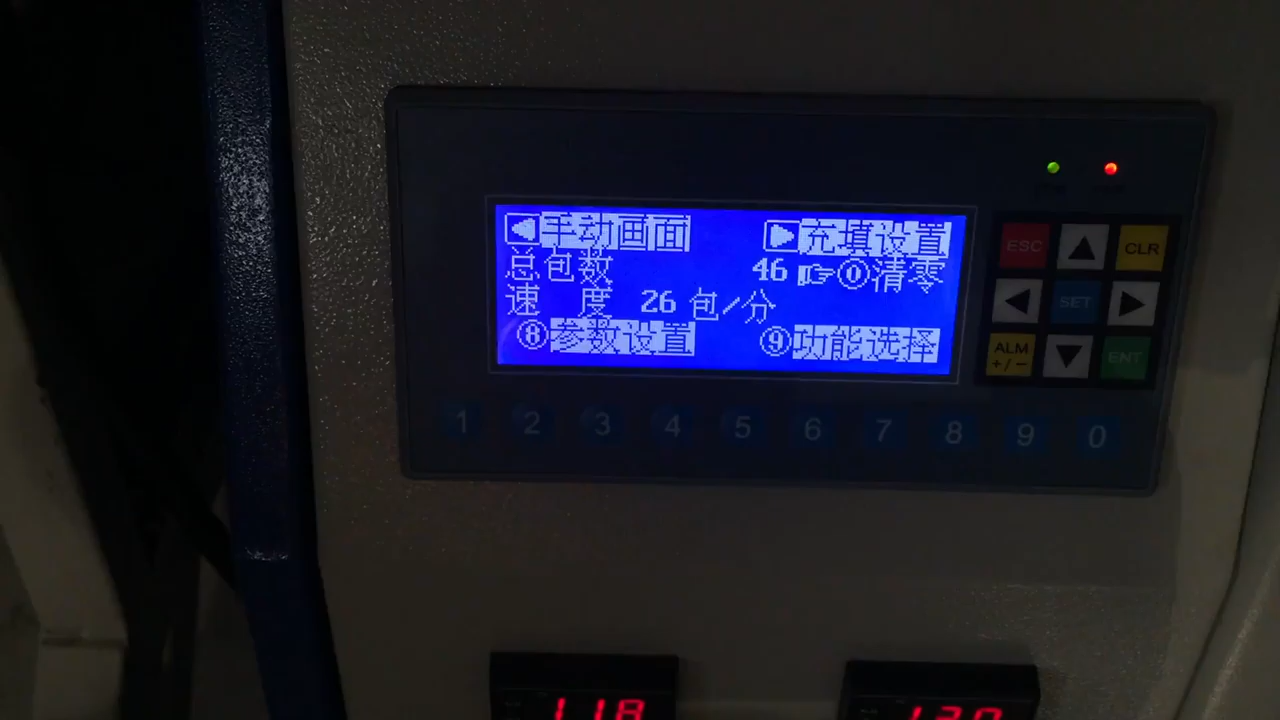 ◀手动画面 ▶充填设置
总包数 46 ☞⓪清零
速 度 26 包/分
⑧参数设置 ⑨功能选择
ESC ▲ CLR
◀ SET ▶
ALM +/- ▼ ENT
1 2 3 4 5 6 7 8 9 0
118 120